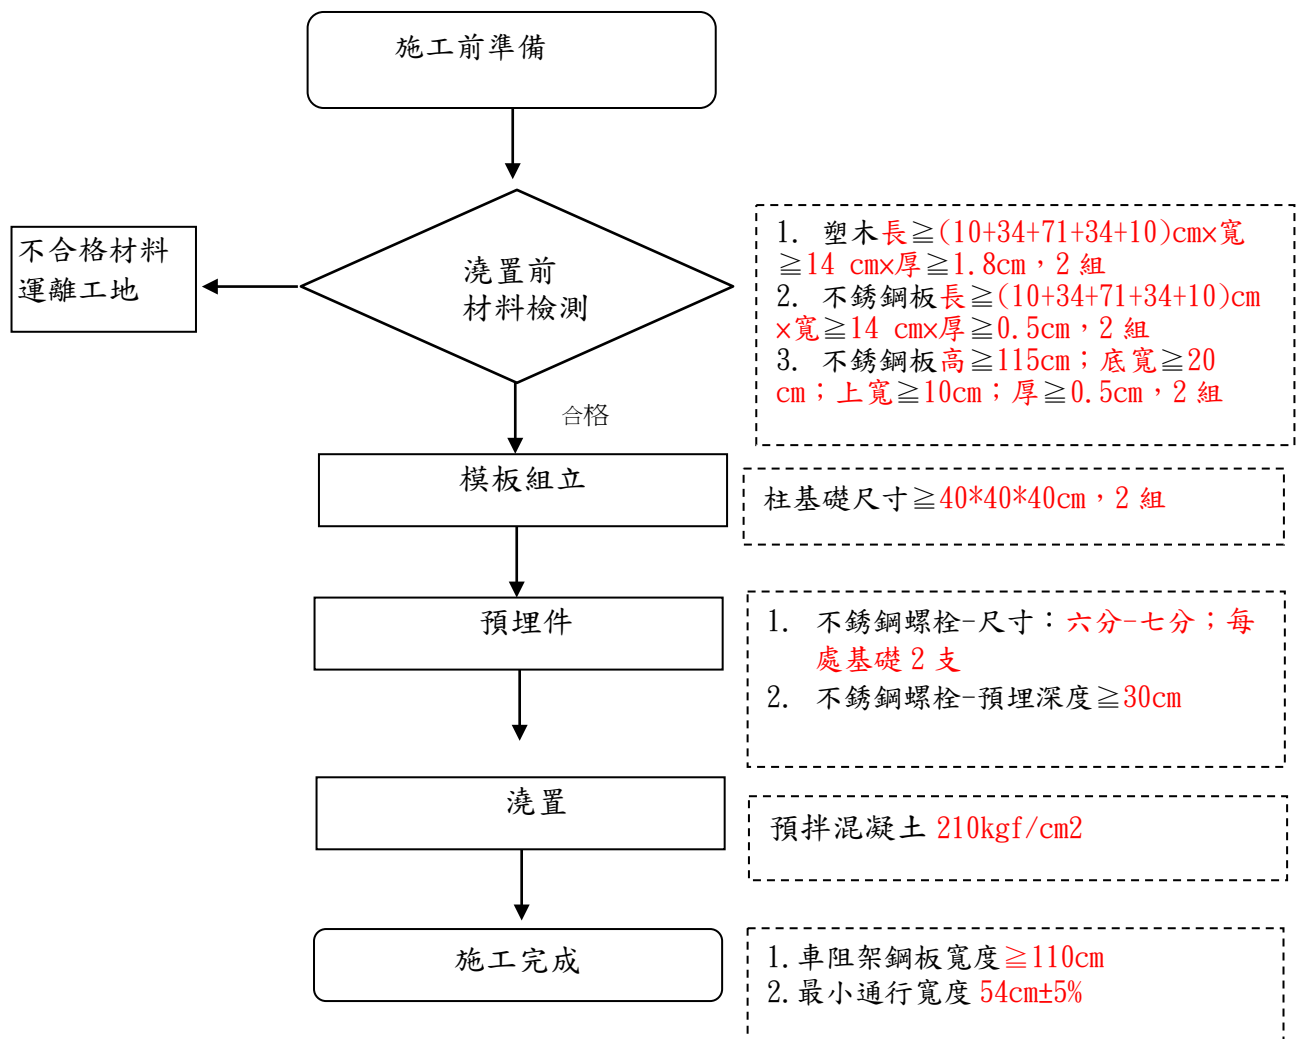 施工前準備
不合格材料
運離工地
澆置前
材料檢測
1. 塑木長≧(10+34+71+34+10)cm×寬
≧14 cm×厚≧1.8cm，2 組
2. 不銹鋼板長≧(10+34+71+34+10)cm
×寬≧14 cm×厚≧0.5cm，2 組
3. 不銹鋼板高≧115cm；底寬≧20
cm；上寬≧10cm；厚≧0.5cm，2 組
合格
模板組立
柱基礎尺寸≧40*40*40cm，2 組
預埋件
1. 不銹鋼螺栓-尺寸：六分-七分；每
處基礎 2 支
2. 不銹鋼螺栓-預埋深度≧30cm
澆置
預拌混凝土 210kgf/cm2
施工完成
1.車阻架鋼板寬度≧110cm
2.最小通行寬度 54cm±5%